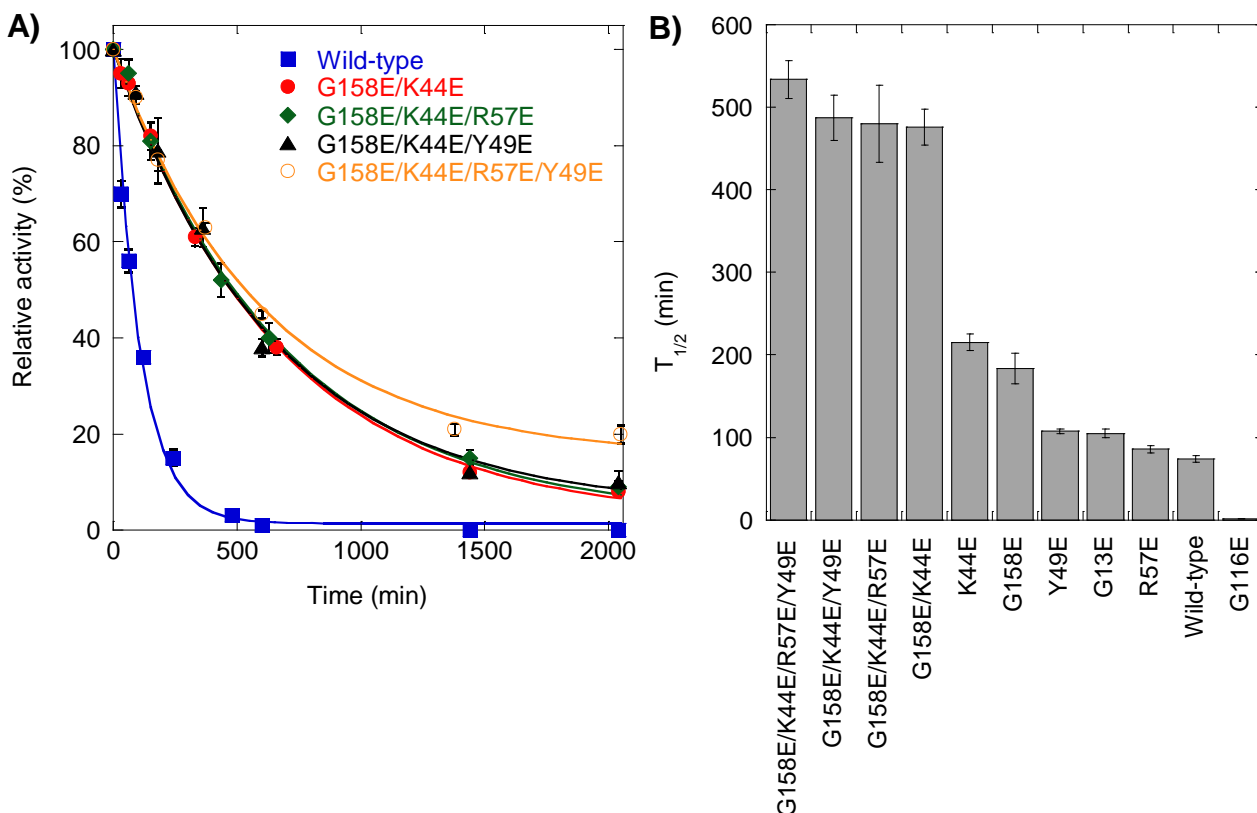 A)
100
80
60
40
20
0
Relative activity (%)
0
500
1000
1500
2000
Time (min)
Wild-type
G158E/K44E
G158E/K44E/R57E
G158E/K44E/Y49E
G158E/K44E/R57E/Y49E
B)
600
500
400
300
200
100
0
T1/2 (min)
G158E/K44E/R57E/Y49E
G158E/K44E/Y49E
G158E/K44E/R57E
G158E/K44E
K44E
G158E
Y49E
G13E
R57E
Wild-type
G116E